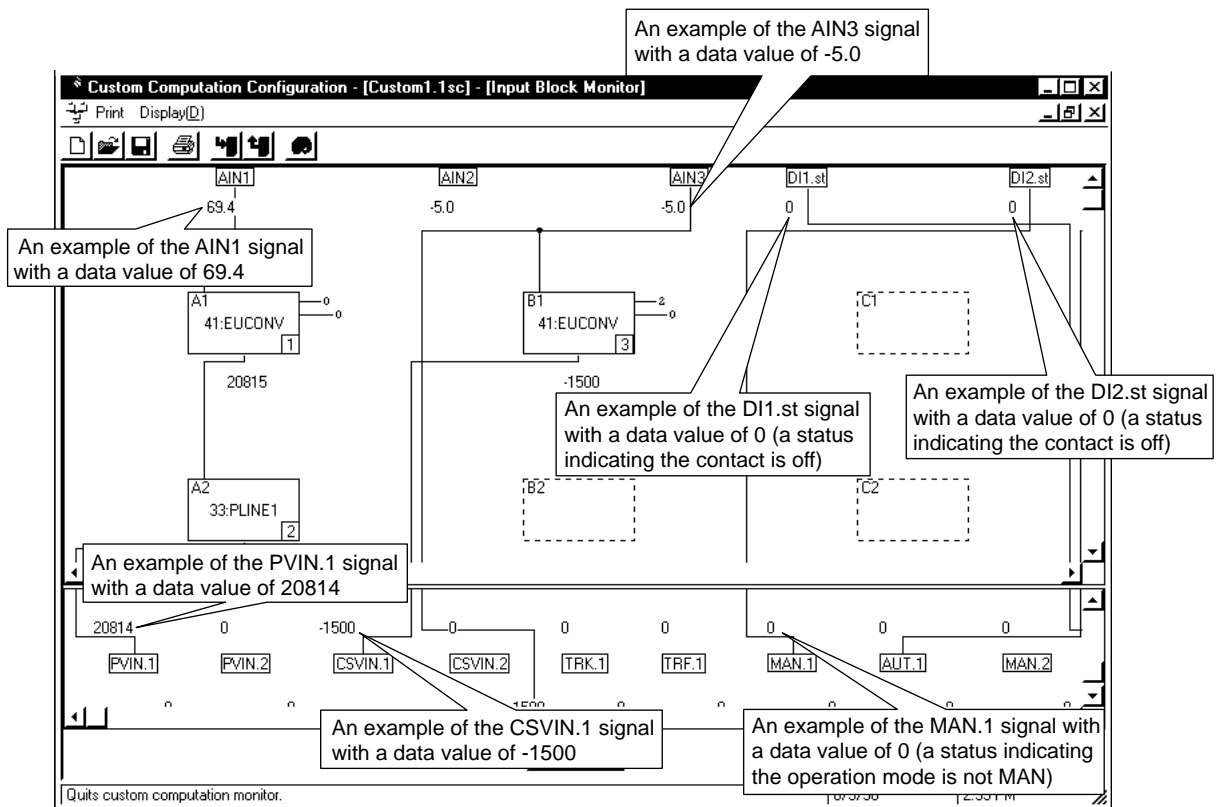 An example of the AIN3 signal
with a data value of -5.0
Custom Computation Configuration - [Custom1.1sc] - [Input Block Monitor]
Print Display(D)
AIN1 AIN2 AIN3 DI1.st DI2.st
69.4 -5.0 -5.0 0 0
An example of the AIN1 signal
with a data value of 69.4
A1
41:EUCONV
1
0
0
B1
41:EUCONV
3
2
0
C1
20815 -1500
An example of the DI1.st signal
with a data value of 0 (a status
indicating the contact is off)
An example of the DI2.st signal
with a data value of 0 (a status
indicating the contact is off)
A2
33:PLINE1
2
B2
C2
An example of the PVIN.1 signal
with a data value of 20814
20814 0 -1500 0 0 0 0 0 0
PVIN.1 PVIN.2 CSVIN.1 CSVIN.2 TRK.1 TRF.1 MAN.1 AUT.1 MAN.2
An example of the CSVIN.1 signal
with a data value of -1500
An example of the MAN.1 signal with
a data value of 0 (a status indicating
the operation mode is not MAN)
Quits custom computation monitor.